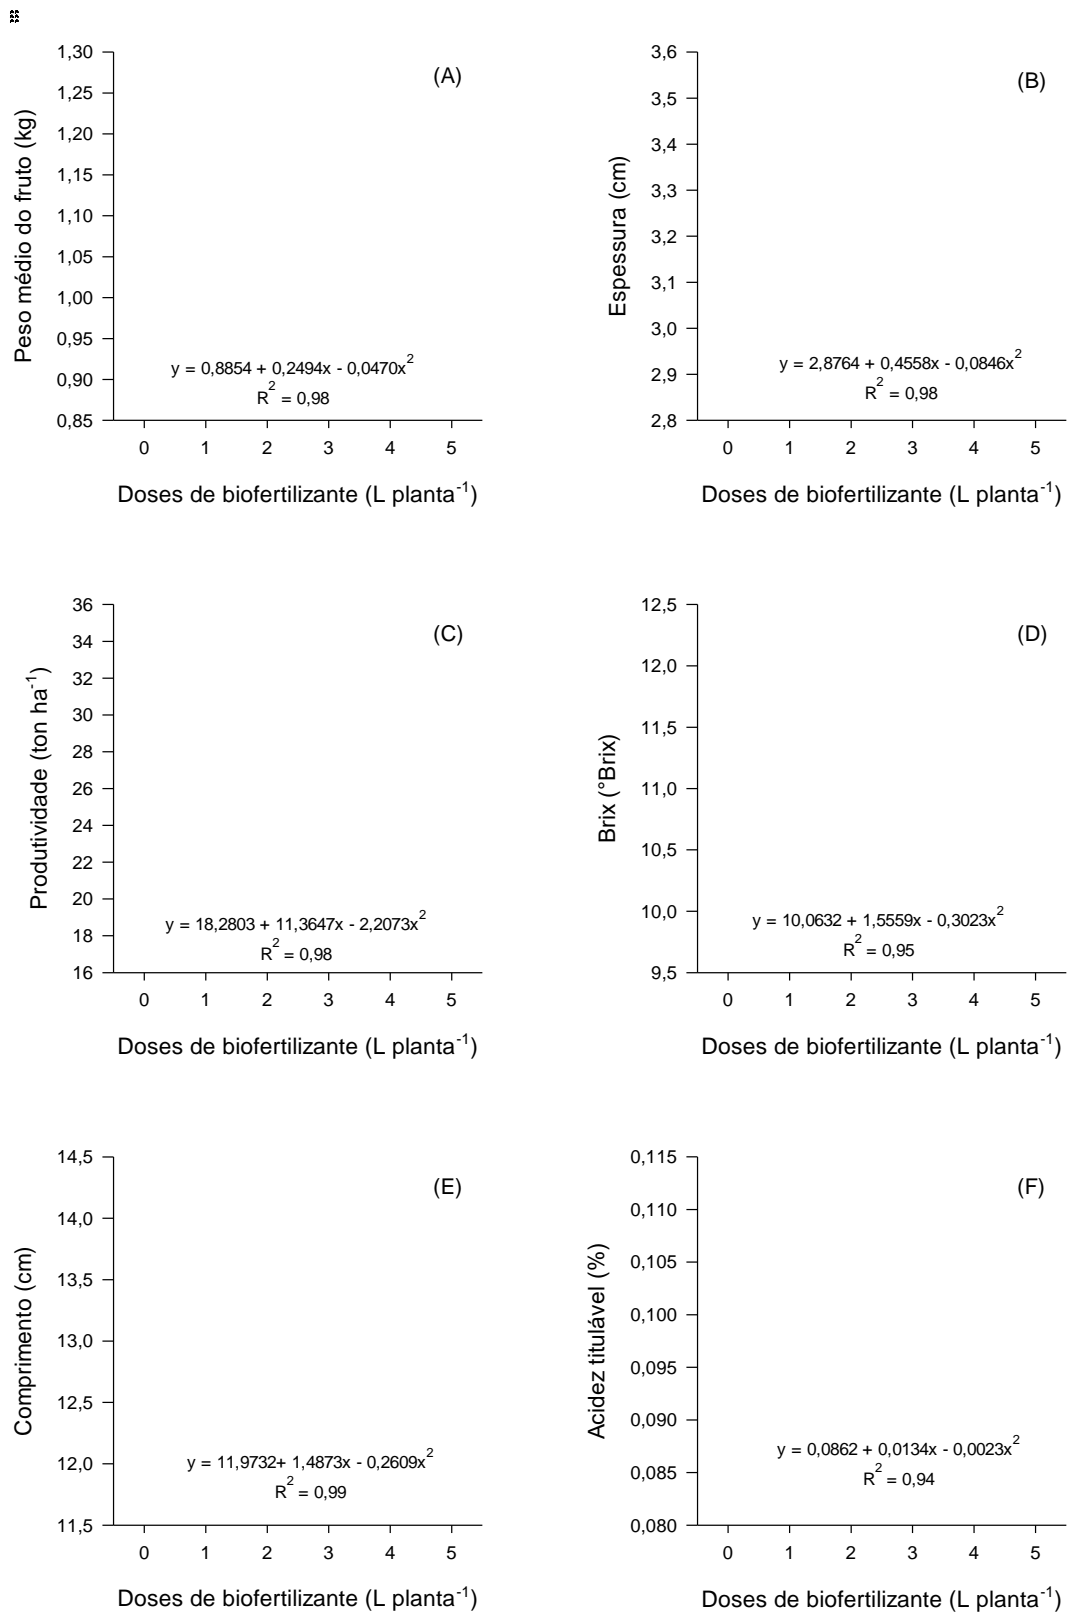 (A)
Peso médio do fruto (kg)
1,30
1,25
1,20
1,15
1,10
1,05
1,00
0,95
0,90
0,85
y = 0,8854 + 0,2494x - 0,0470x²
R² = 0,98
0 1 2 3 4 5
Doses de biofertilizante (L planta⁻¹)
(B)
Espessura (cm)
3,6
3,5
3,4
3,3
3,2
3,1
3,0
2,9
2,8
y = 2,8764 + 0,4558x - 0,0846x²
R² = 0,98
0 1 2 3 4 5
Doses de biofertilizante (L planta⁻¹)
(C)
Produtividade (ton ha⁻¹)
36
34
32
30
28
26
24
22
20
18
16
y = 18,2803 + 11,3647x - 2,2073x²
R² = 0,98
0 1 2 3 4 5
Doses de biofertilizante (L planta⁻¹)
(D)
Brix (°Brix)
12,5
12,0
11,5
11,0
10,5
10,0
9,5
y = 10,0632 + 1,5559x - 0,3023x²
R² = 0,95
0 1 2 3 4 5
Doses de biofertilizante (L planta⁻¹)
(E)
Comprimento (cm)
14,5
14,0
13,5
13,0
12,5
12,0
11,5
y = 11,9732+ 1,4873x - 0,2609x²
R² = 0,99
0 1 2 3 4 5
Doses de biofertilizante (L planta⁻¹)
(F)
Acidez titulável (%)
0,115
0,110
0,105
0,100
0,095
0,090
0,085
0,080
y = 0,0862 + 0,0134x - 0,0023x²
R² = 0,94
0 1 2 3 4 5
Doses de biofertilizante (L planta⁻¹)